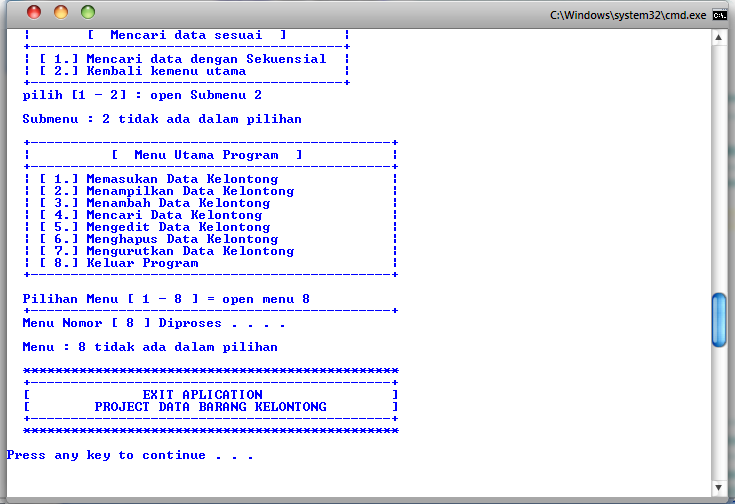 C:\Windows\system32\cmd.exe
[ Mencari data sesuai ]
[ 1.] Mencari data dengan Sekuensial
[ 2.] Kembali kemenu utama
pilih [1 - 2] : open Submenu 2
Submenu : 2 tidak ada dalam pilihan
[ Menu Utama Program ]
[ 1.] Memasukan Data Kelontong
[ 2.] Menampilkan Data Kelontong
[ 3.] Menambah Data Kelontong
[ 4.] Mencari Data Kelontong
[ 5.] Mengedit Data Kelontong
[ 6.] Menghapus Data Kelontong
[ 7.] Mengurutkan Data Kelontong
[ 8.] Keluar Program
Pilihan Menu [ 1 - 8 ] = open menu 8
Menu Nomor [ 8 ] Diproses . . . .
Menu : 8 tidak ada dalam pilihan
***********************************************
[ EXIT APLICATION ]
[ PROJECT DATA BARANG KELONTONG ]
***********************************************
Press any key to continue . . .